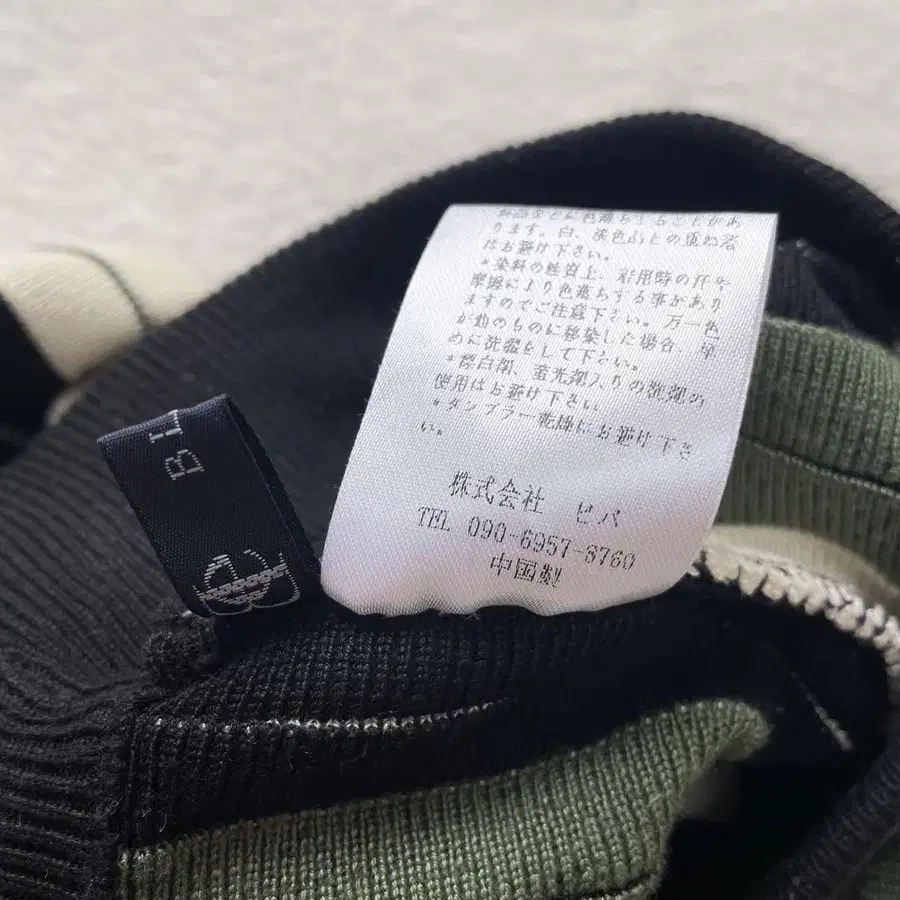 ります。白、淡色品との重ね着
はお避け下さい。
*染料の性質上、着用時の汗や
摩擦により色落ちする事があり
ますのでご注意下さい。万一色
が他のものに移染した場合、早
めに洗濯をして下さい。
*漂白剤、蛍光剤入りの洗剤の
使用はお避け下さい
*タンブラー乾燥にお避け下さ
い。
株式会社 ビバ
TEL 090-6957-8760
中国製
BL